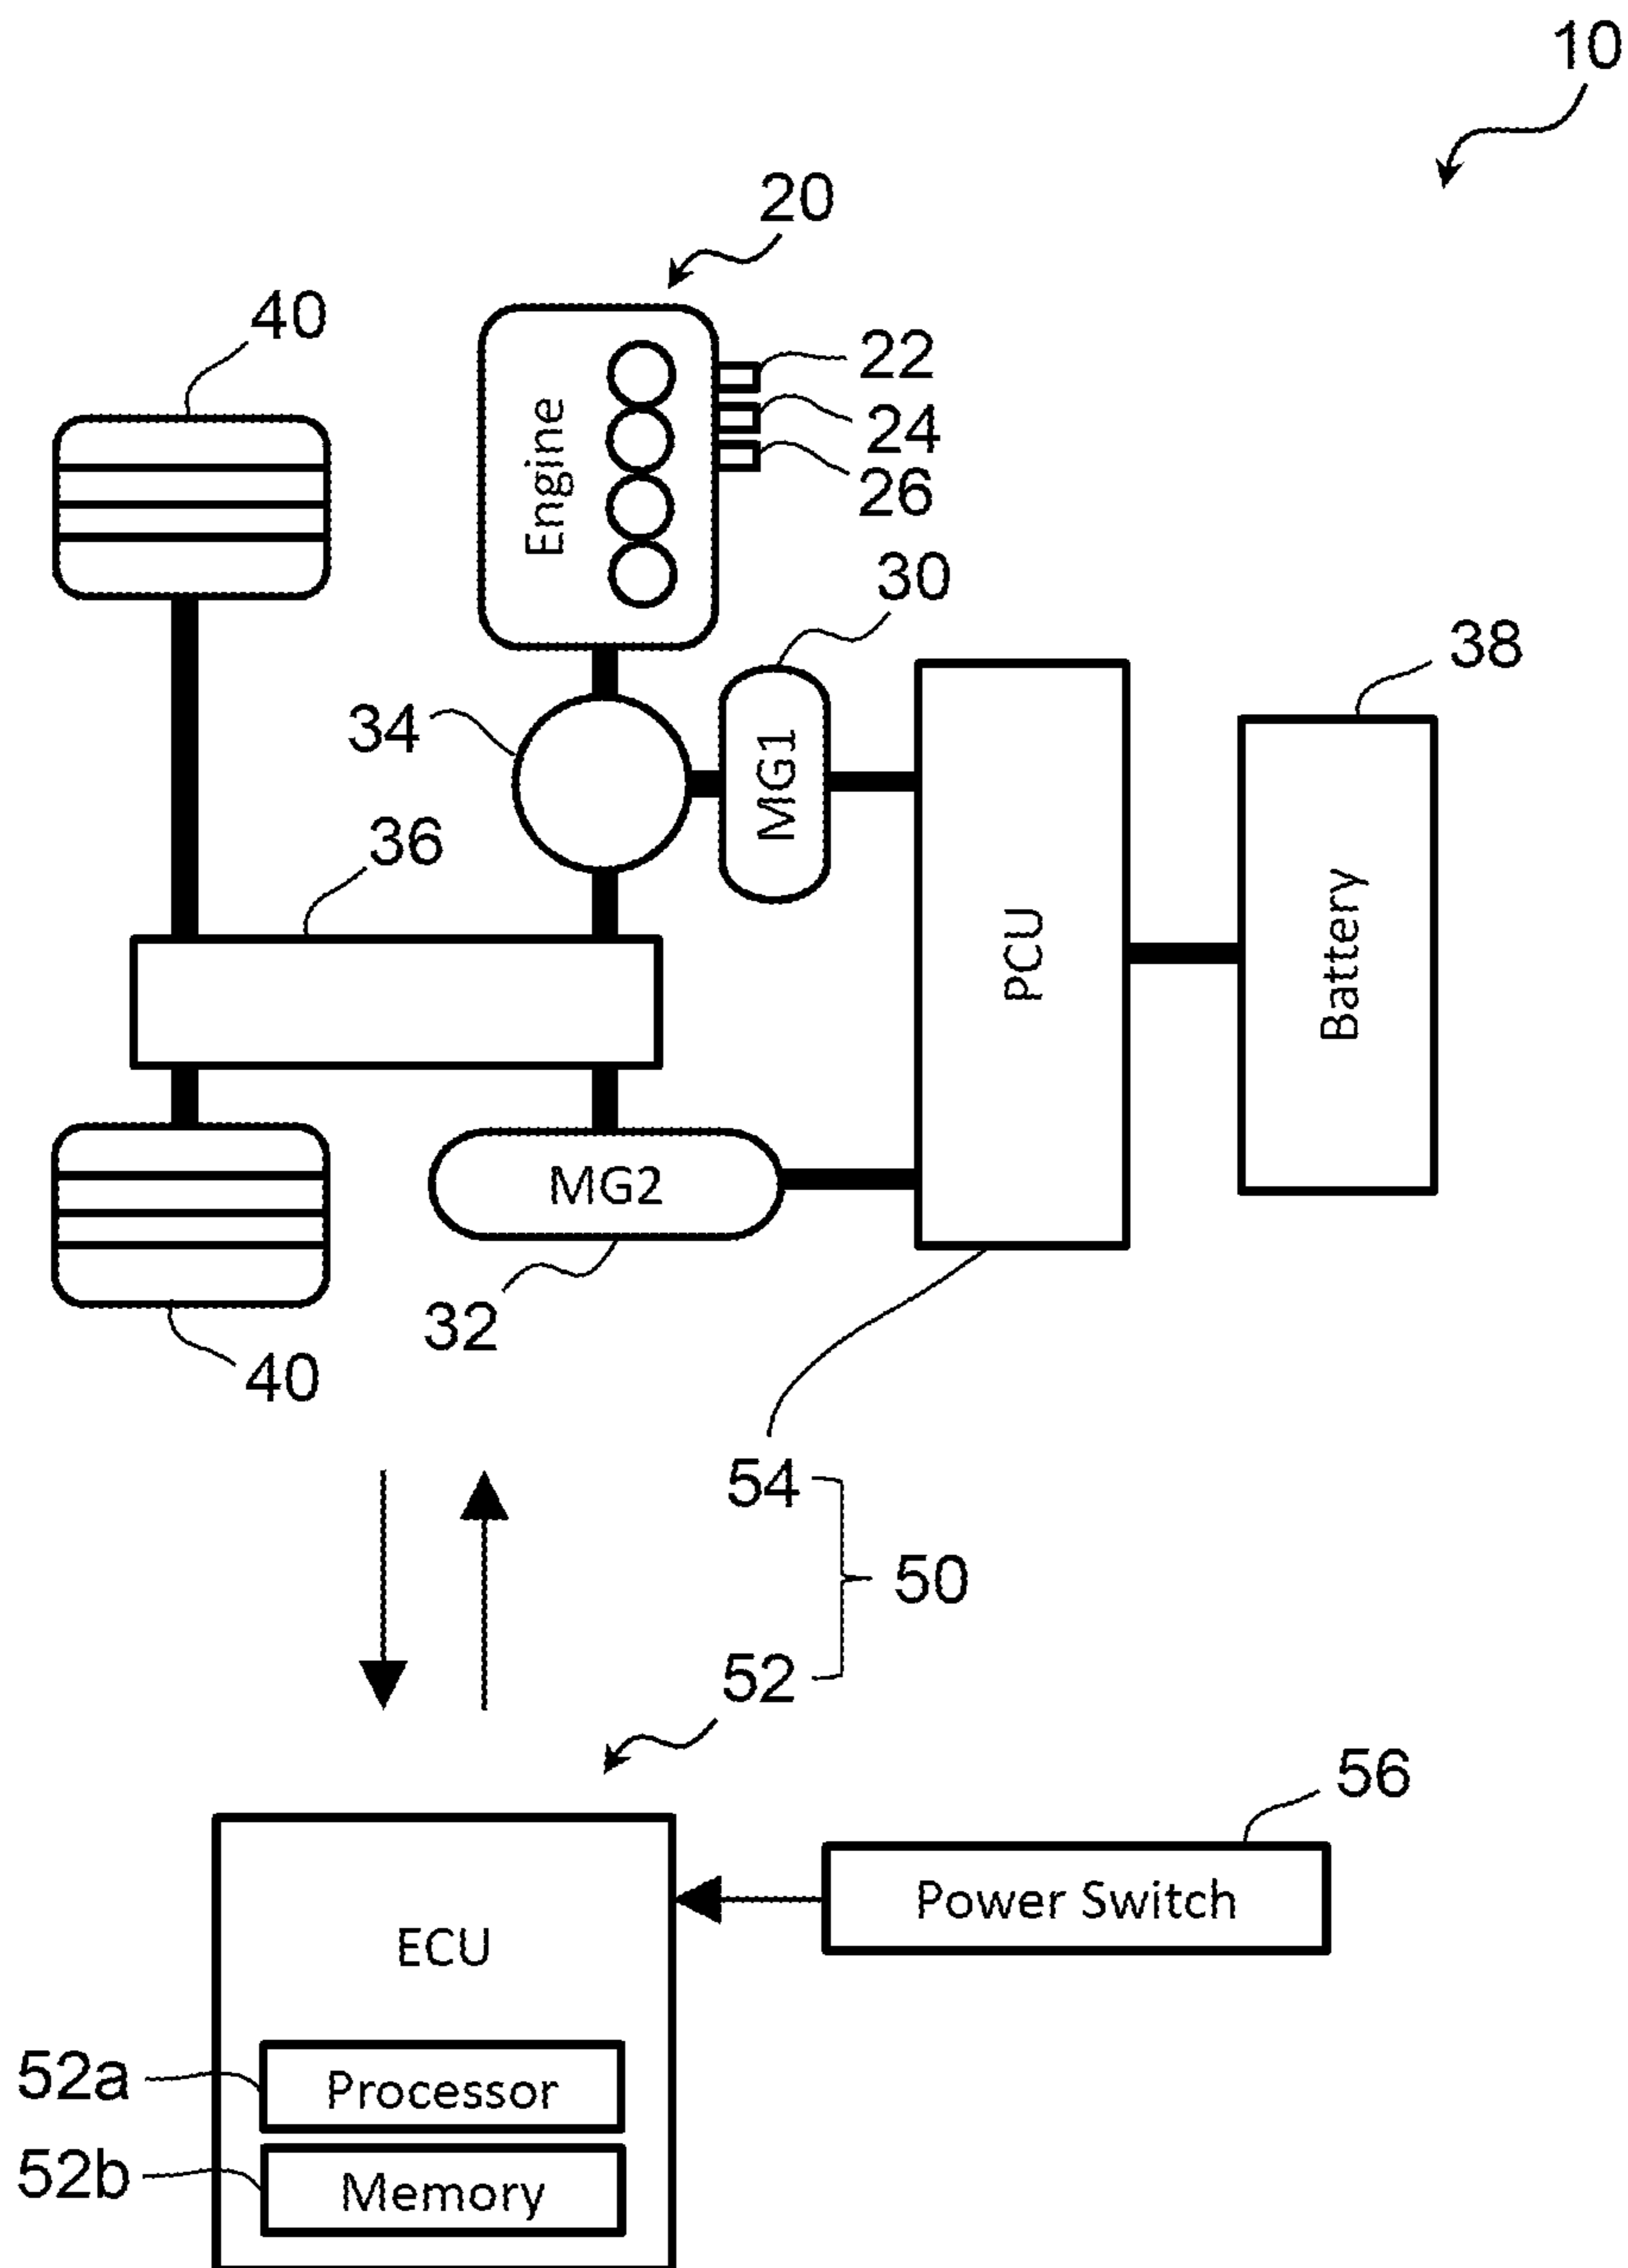 10
20
40
22
24
26
Engine
30
38
34
MG1
36
PCU
Battery
MG2
32
40
54
50
52
56
Power Switch
ECU
52a
Processor
52b
Memory